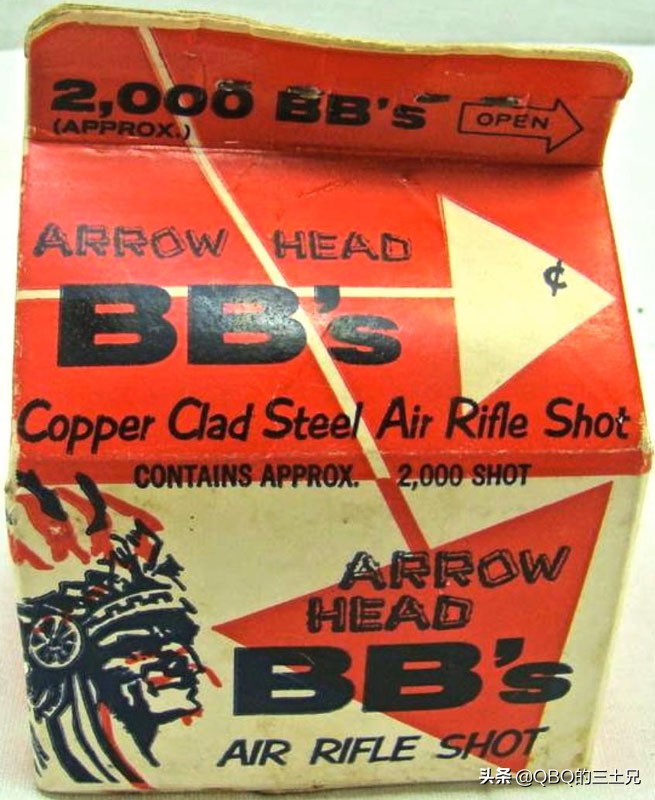 2,000 BB's
(APPROX.)
OPEN
ARROW HEAD
¢
BB's
Copper Clad Steel Air Rifle Shot
CONTAINS APPROX. 2,000 SHOT
ARROW
HEAD
BB's
AIR RIFLE SHOT
头条 @QBQ的三土兄